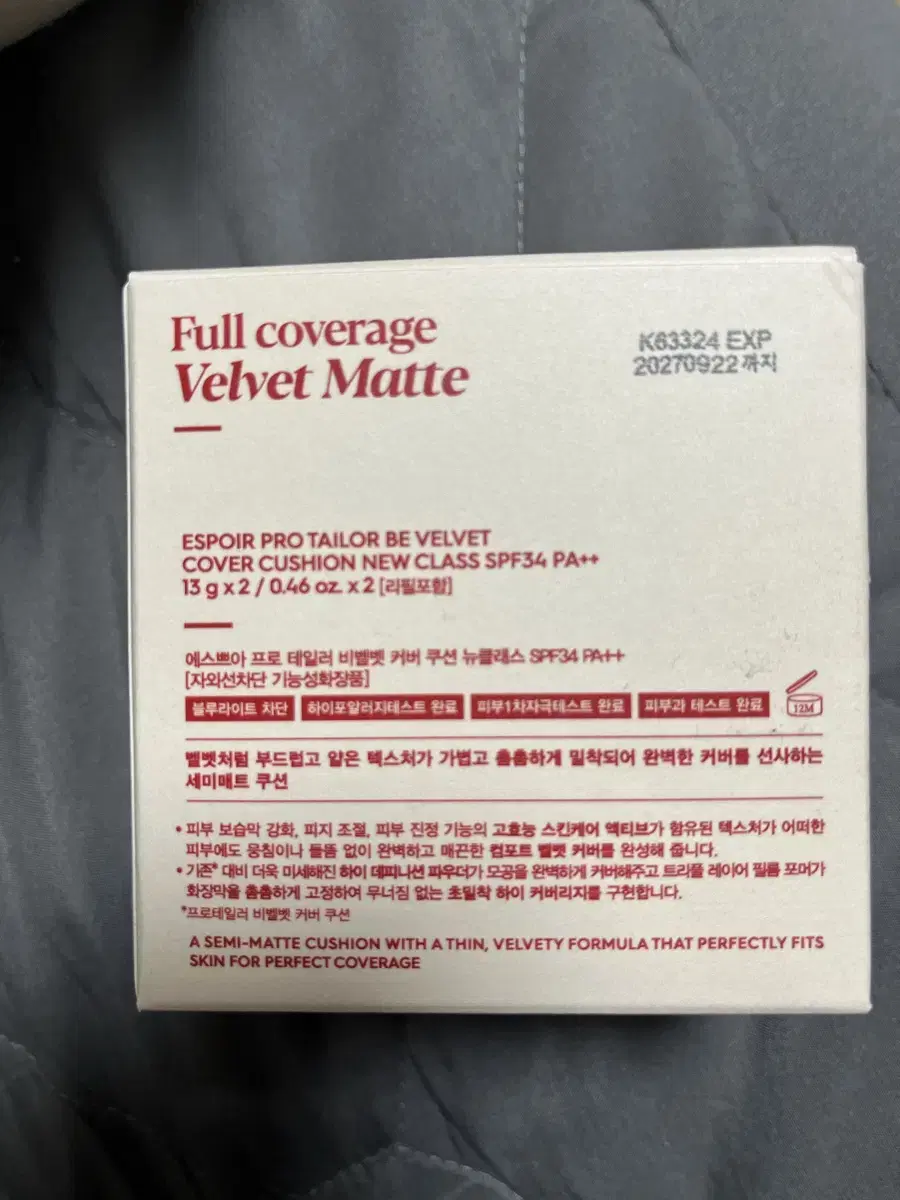 Full coverage
Velvet Matte
K63324 EXP
20270922 까지
ESPOIR PRO TAILOR BE VELVET
COVER CUSHION NEW CLASS SPF34 PA++
13 g x 2 / 0.46 oz. x 2 [리필포함]
에스쁘아 프로 테일러 비벨벳 커버 쿠션 뉴클래스 SPF34 PA++
[자외선차단 기능성화장품]
블루라이트 차단 하이포알러지테스트 완료 피부1차자극테스트 완료 피부과 테스트 완료 12M
벨벳처럼 부드럽고 얇은 텍스처가 가볍고 촘촘하게 밀착되어 완벽한 커버를 선사하는
세미매트 쿠션
• 피부 보습막 강화, 피지 조절, 피부 진정 기능의 고효능 스킨케어 액티브가 함유된 텍스처가 어떠한
피부에도 뭉침이나 들뜸 없이 완벽하고 매끈한 컴포트 벨벳 커버를 완성해 줍니다.
• 기존* 대비 더욱 미세해진 하이 데피니션 파우더가 모공을 완벽하게 커버해주고 트리플 레이어 필름 포머가
화장막을 촘촘하게 고정하여 무너짐 없는 초밀착 하이 커버리지를 구현합니다.
*프로테일러 비벨벳 커버 쿠션
A SEMI-MATTE CUSHION WITH A THIN, VELVETY FORMULA THAT PERFECTLY FITS
SKIN FOR PERFECT COVERAGE